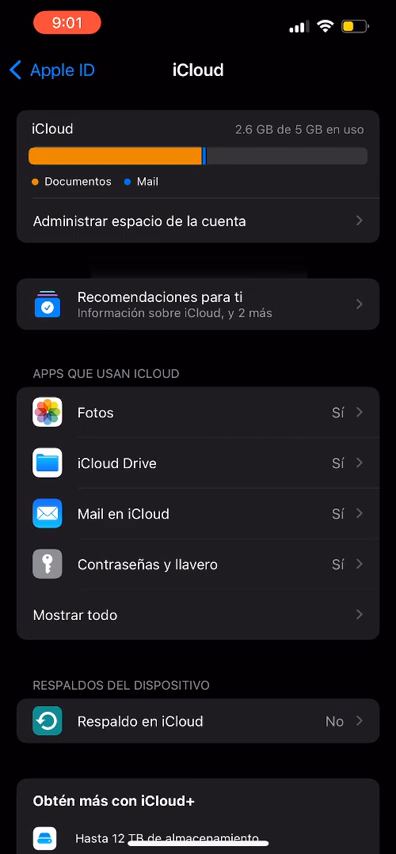 9:01
Apple ID
iCloud
iCloud
2.6 GB de 5 GB en uso
Documentos
Mail
Administrar espacio de la cuenta
Recomendaciones para ti
Información sobre iCloud, y 2 más
APPS QUE USAN ICLOUD
Fotos Sí
iCloud Drive Sí
Mail en iCloud Sí
Contraseñas y llavero Sí
Mostrar todo
RESPALDOS DEL DISPOSITIVO
Respaldo en iCloud No
Obtén más con iCloud+
Hasta 12 TB de almacenamiento